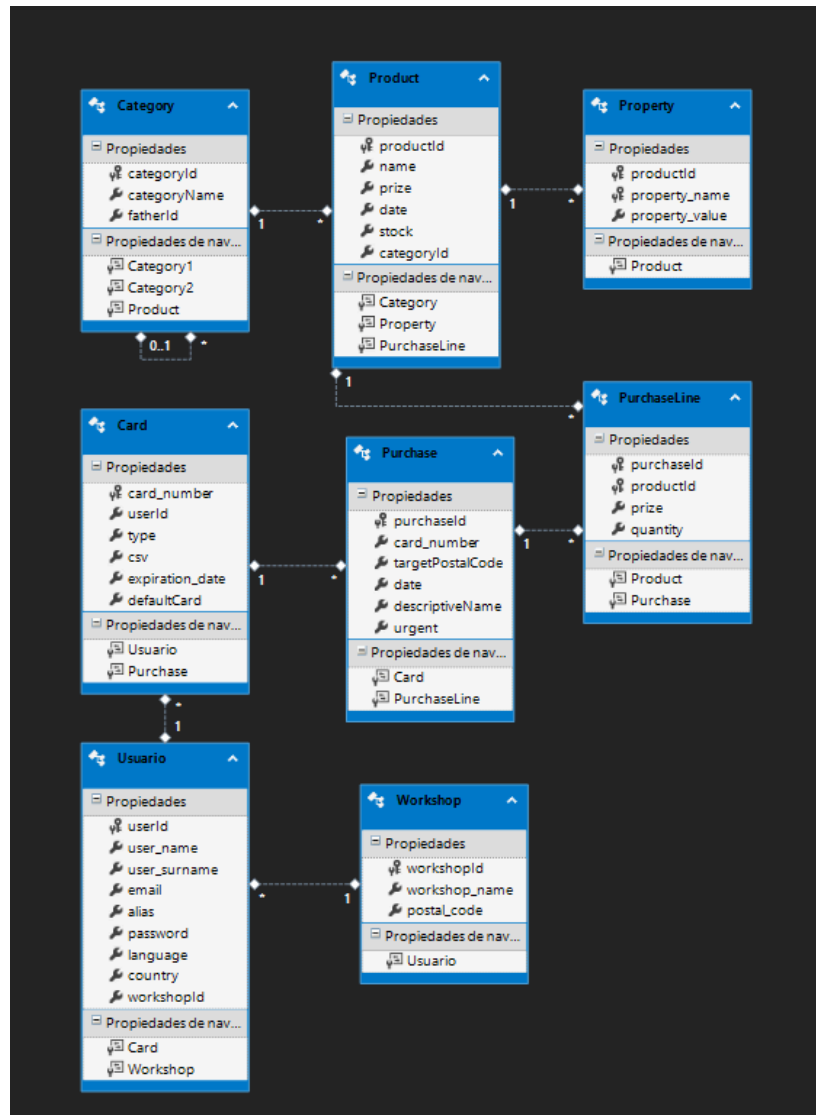 Category
Propiedades
categoryId
categoryName
fatherId
Propiedades de nav...
Category1
Category2
Product
0..1
*
1
*
Product
Propiedades
productId
name
prize
date
stock
categoryId
Propiedades de nav...
Category
Property
PurchaseLine
1
*
Property
Propiedades
productId
property_name
property_value
Propiedades de nav...
Product
1
*
Card
Propiedades
card_number
userId
type
csv
expiration_date
defaultCard
Propiedades de nav...
Usuario
Purchase
1
*
Purchase
Propiedades
purchaseId
card_number
targetPostalCode
date
descriptiveName
urgent
Propiedades de nav...
Card
PurchaseLine
1
*
PurchaseLine
Propiedades
purchaseId
productId
prize
quantity
Propiedades de nav...
Product
Purchase
*
1
Usuario
Propiedades
userId
user_name
user_surname
email
alias
password
language
country
workshopId
Propiedades de nav...
Card
Workshop
*
1
Workshop
Propiedades
workshopId
workshop_name
postal_code
Propiedades de nav...
Usuario